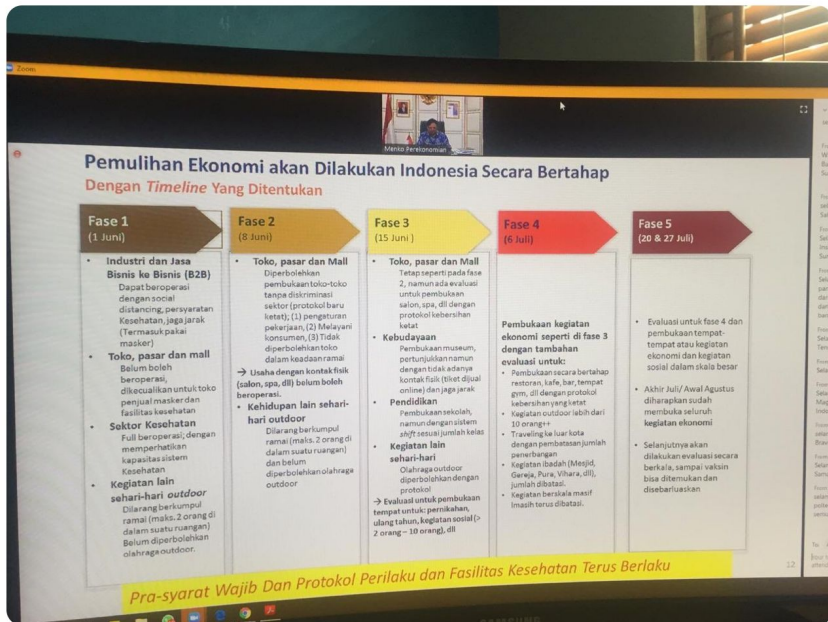 Zoom
Menko Perekonomian
Pemulihan Ekonomi akan Dilakukan Indonesia Secara Bertahap
Dengan Timeline Yang Ditentukan
Fase 1
(1 Juni)
• Industri dan Jasa
Bisnis ke Bisnis (B2B)
Dapat beroperasi
dengan social
distancing, persyaratan
Kesehatan, jaga jarak
(Termasuk pakai
masker)
• Toko, pasar dan mall
Belum boleh
beroperasi,
dikecualikan untuk toko
penjual masker dan
fasilitas kesehatan
• Sektor Kesehatan
Full beroperasi; dengan
memperhatikan
kapasitas sistem
Kesehatan
• Kegiatan lain
sehari-hari outdoor
Dilarang berkumpul
ramai (maks. 2 orang di
dalam suatu ruangan)
Belum diperbolehkan
olahraga outdoor.
Fase 2
(8 Juni)
• Toko, pasar dan Mall
Diperbolehkan
pembukaan toko-toko
tanpa diskriminasi
sektor (protokol baru
ketat); (1) pengaturan
pekerjaan, (2) Melayani
konsumen, (3) Tidak
diperbolehkan toko
dalam keadaan ramai
→ Usaha dengan kontak fisik
(salon, spa, dll) belum boleh
beroperasi.
• Kehidupan lain sehari-
hari outdoor
Dilarang berkumpul
ramai (maks. 2 orang di
dalam suatu ruangan)
dan belum
diperbolehkan olahraga
outdoor
Fase 3
(15 Juni )
• Toko, pasar dan Mall
Tetap seperti pada fase
2, namun ada evaluasi
untuk pembukaan
salon, spa, dll dengan
protokol kebersihan
ketat
• Kebudayaan
Pembukaan museum,
pertunjukkan namun
dengan tidak adanya
kontak fisik (tiket dijual
online) dan jaga jarak
• Pendidikan
Pembukaan sekolah,
namun dengan sistem
shift sesuai jumlah kelas
• Kegiatan lain
sehari-hari
Olahraga outdoor
diperbolehkan dengan
protokol
→ Evaluasi untuk pembukaan
tempat untuk: pernikahan,
ulang tahun, kegiatan sosial (>
2 orang – 10 orang), dll
Fase 4
(6 Juli)
Pembukaan kegiatan
ekonomi seperti di fase 3
dengan tambahan
evaluasi untuk:
• Pembukaan secara bertahap
restoran, kafe, bar, tempat
gym, dll dengan protokol
kebersihan yang ketat
• Kegiatan outdoor lebih dari
10 orang++
• Traveling ke luar kota
dengan pembatasan jumlah
penerbangan
• Kegiatan ibadah (Mesjid,
Gereja, Pura, Vihara, dll),
jumlah dibatasi.
• Kegiatan berskala masif
lmasih terus dibatasi.
Fase 5
(20 & 27 Juli)
• Evaluasi untuk fase 4 dan
pembukaan tempat-
tempat atau kegiatan
ekonomi dan kegiatan
sosial dalam skala besar
• Akhir Juli/ Awal Agustus
diharapkan sudah
membuka seluruh
kegiatan ekonomi
• Selanjutnya akan
dilakukan evaluasi secara
berkala, sampai vaksin
bisa ditemukan dan
disebarluaskan
Pra-syarat Wajib Dan Protokol Perilaku dan Fasilitas Kesehatan Terus Berlaku
12
SAMSUNG